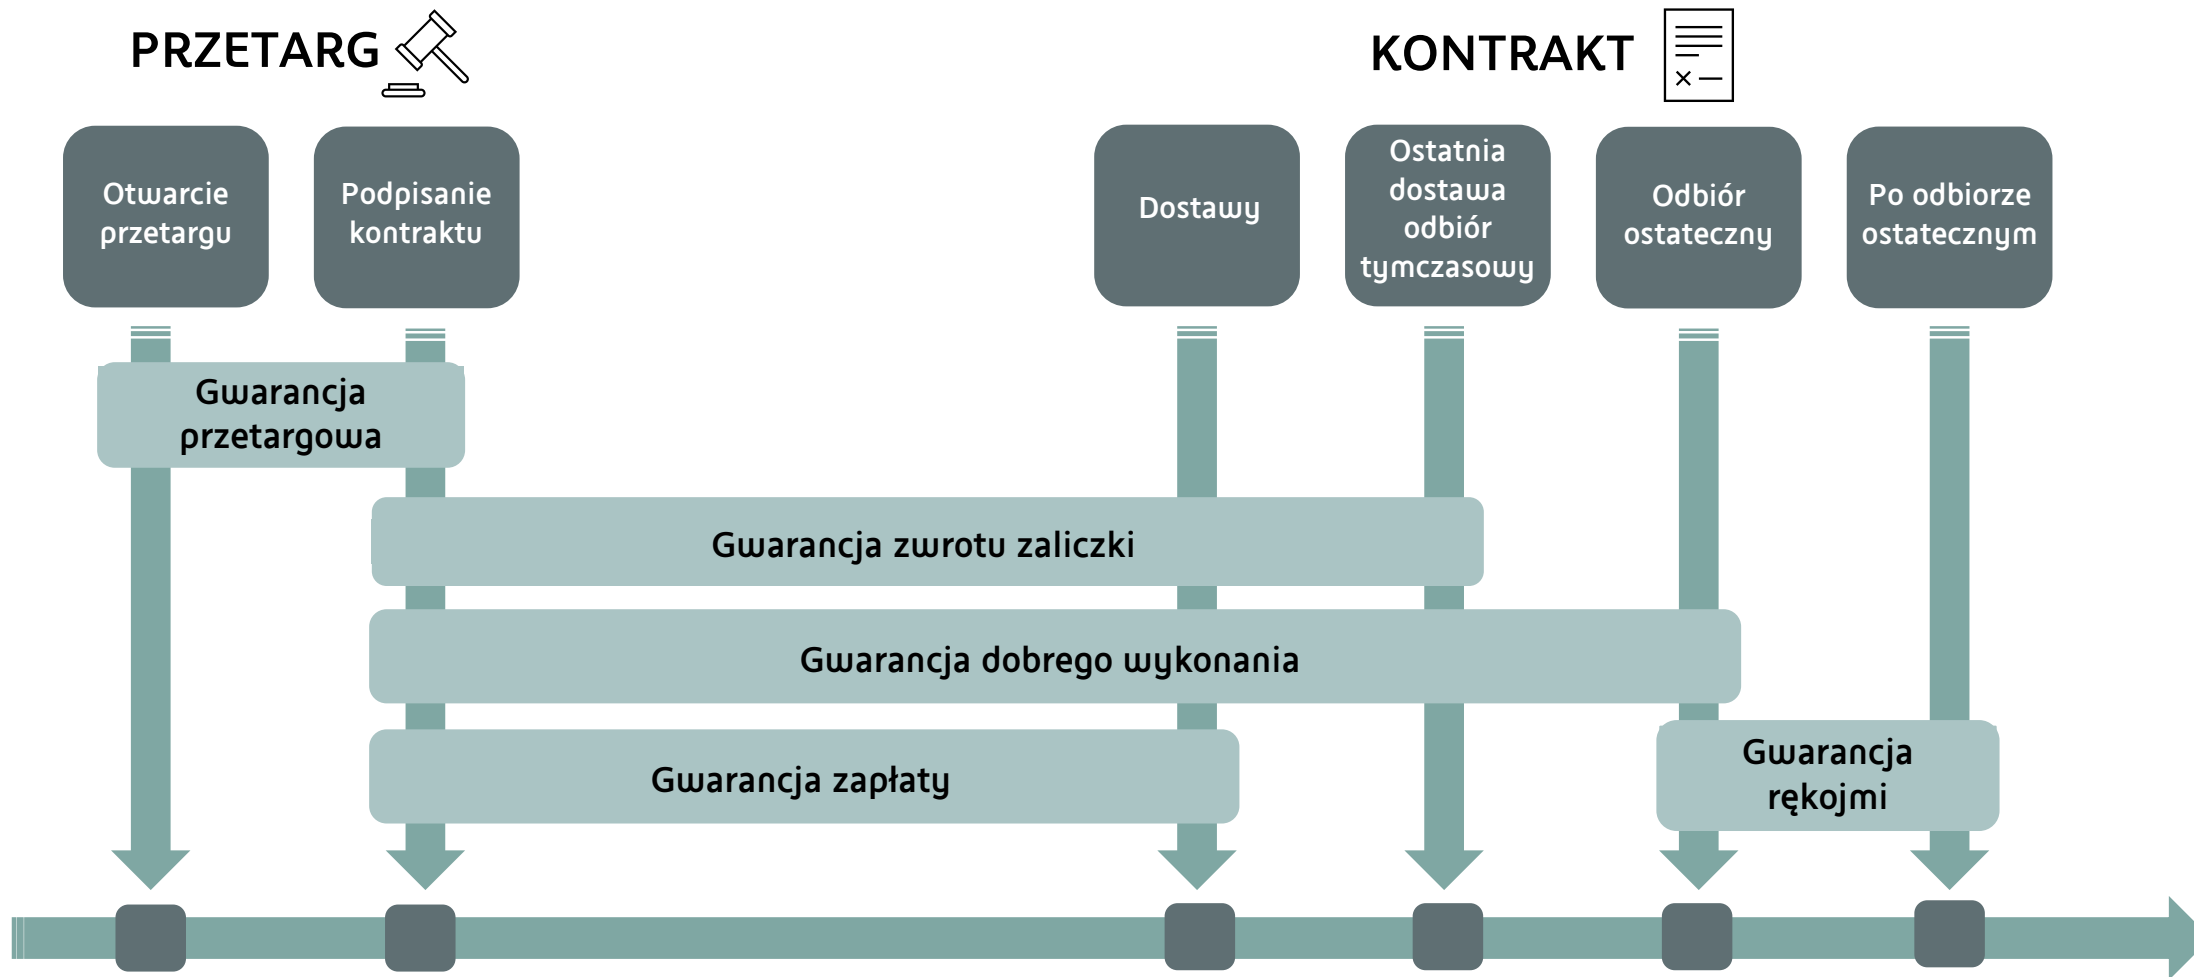 PRZETARG
KONTRAKT
Otwarcie
przetargu
Podpisanie
kontraktu
Dostawy
Ostatnia
dostawa
odbiór
tymczasowy
Odbiór
ostateczny
Po odbiorze
ostatecznym
Gwarancja
przetargowa
Gwarancja zwrotu zaliczki
Gwarancja dobrego wykonania
Gwarancja zapłaty
Gwarancja
rękojmi